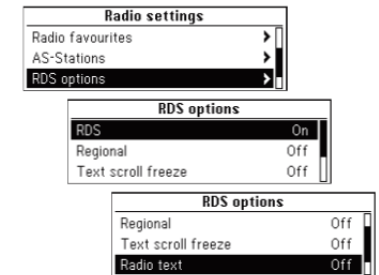 Radio settings
Radio favourites >
AS-Stations >
RDS options >
RDS options
RDS On
Regional Off
Text scroll freeze Off
RDS options
Regional Off
Text scroll freeze Off
Radio text Off